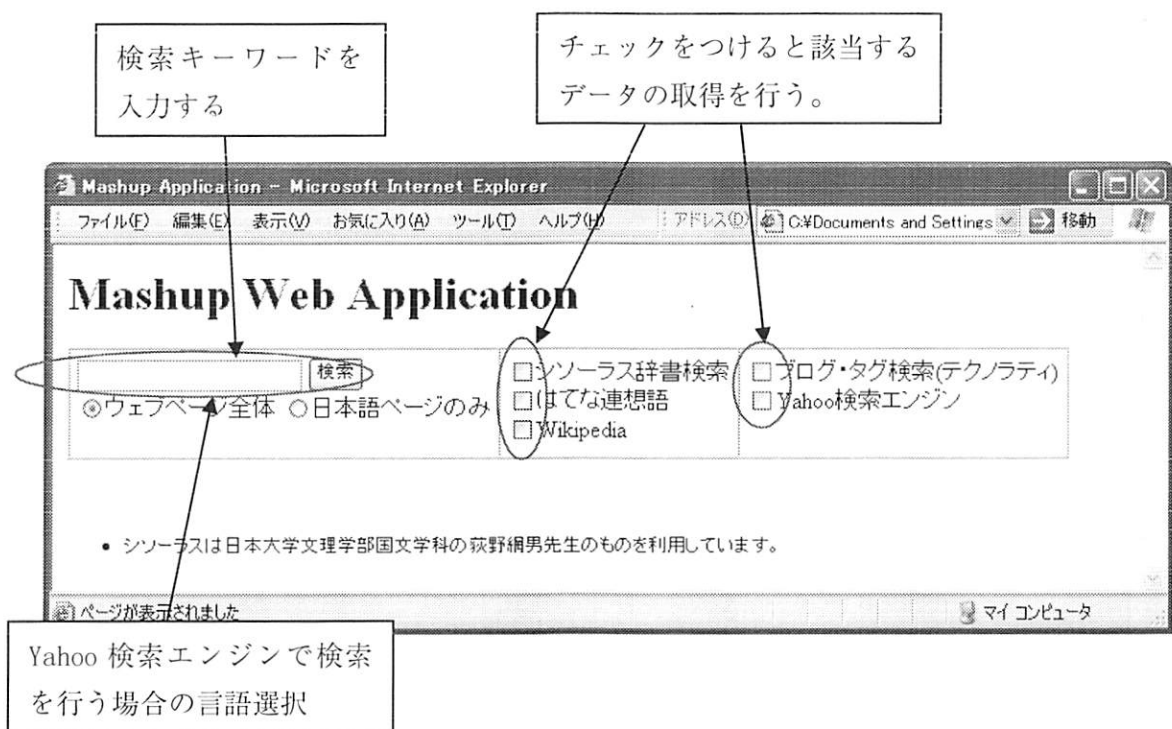 検索キーワードを
入力する
チェックをつけると該当する
データの取得を行う。
Mashup Application - Microsoft Internet Explorer
ファイル(F) 編集(E) 表示(V) お気に入り(A) ツール(T) ヘルプ(H) アドレス(D) C:¥Documents and Settings 移動
Mashup Web Application
検索
シソーラス辞書検索
ブログ・タグ検索(テクノラティ)
ウェブページ全体 日本語ページのみ
はてな連想語
Yahoo検索エンジン
Wikipedia
シソーラスは日本大学文理学部国文学科の荻野綱男先生のものを利用しています。
ページが表示されました
マイ コンピュータ
Yahoo 検索エンジンで検索
を行う場合の言語選択